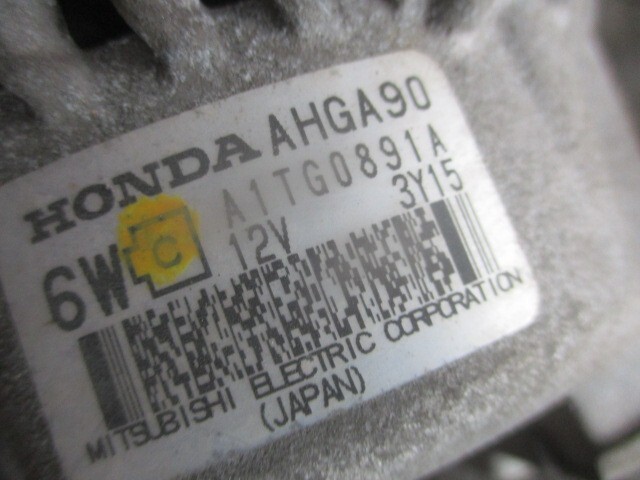 HONDA AHGA90
A1TG0891A
6W C 12V 3Y15
MITSUBISHI ELECTRIC CORPORATION
(JAPAN)